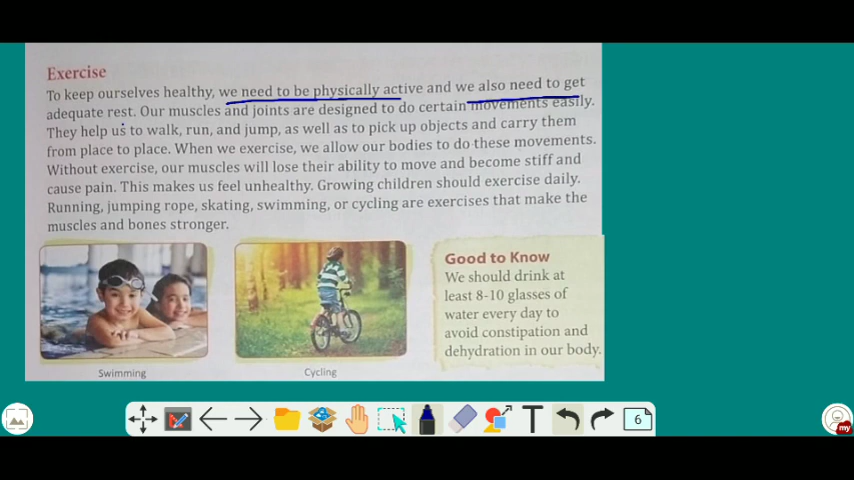 Exercise
To keep ourselves healthy, we need to be physically active and we also need to get
adequate rest. Our muscles and joints are designed to do certain movements easily.
They help us to walk, run, and jump, as well as to pick up objects and carry them
from place to place. When we exercise, we allow our bodies to do these movements.
Without exercise, our muscles will lose their ability to move and become stiff and
cause pain. This makes us feel unhealthy. Growing children should exercise daily.
Running, jumping rope, skating, swimming, or cycling are exercises that make the
muscles and bones stronger.
Swimming
Cycling
Good to Know
We should drink at
least 8-10 glasses of
water every day to
avoid constipation and
dehydration in our body.
T
6
my